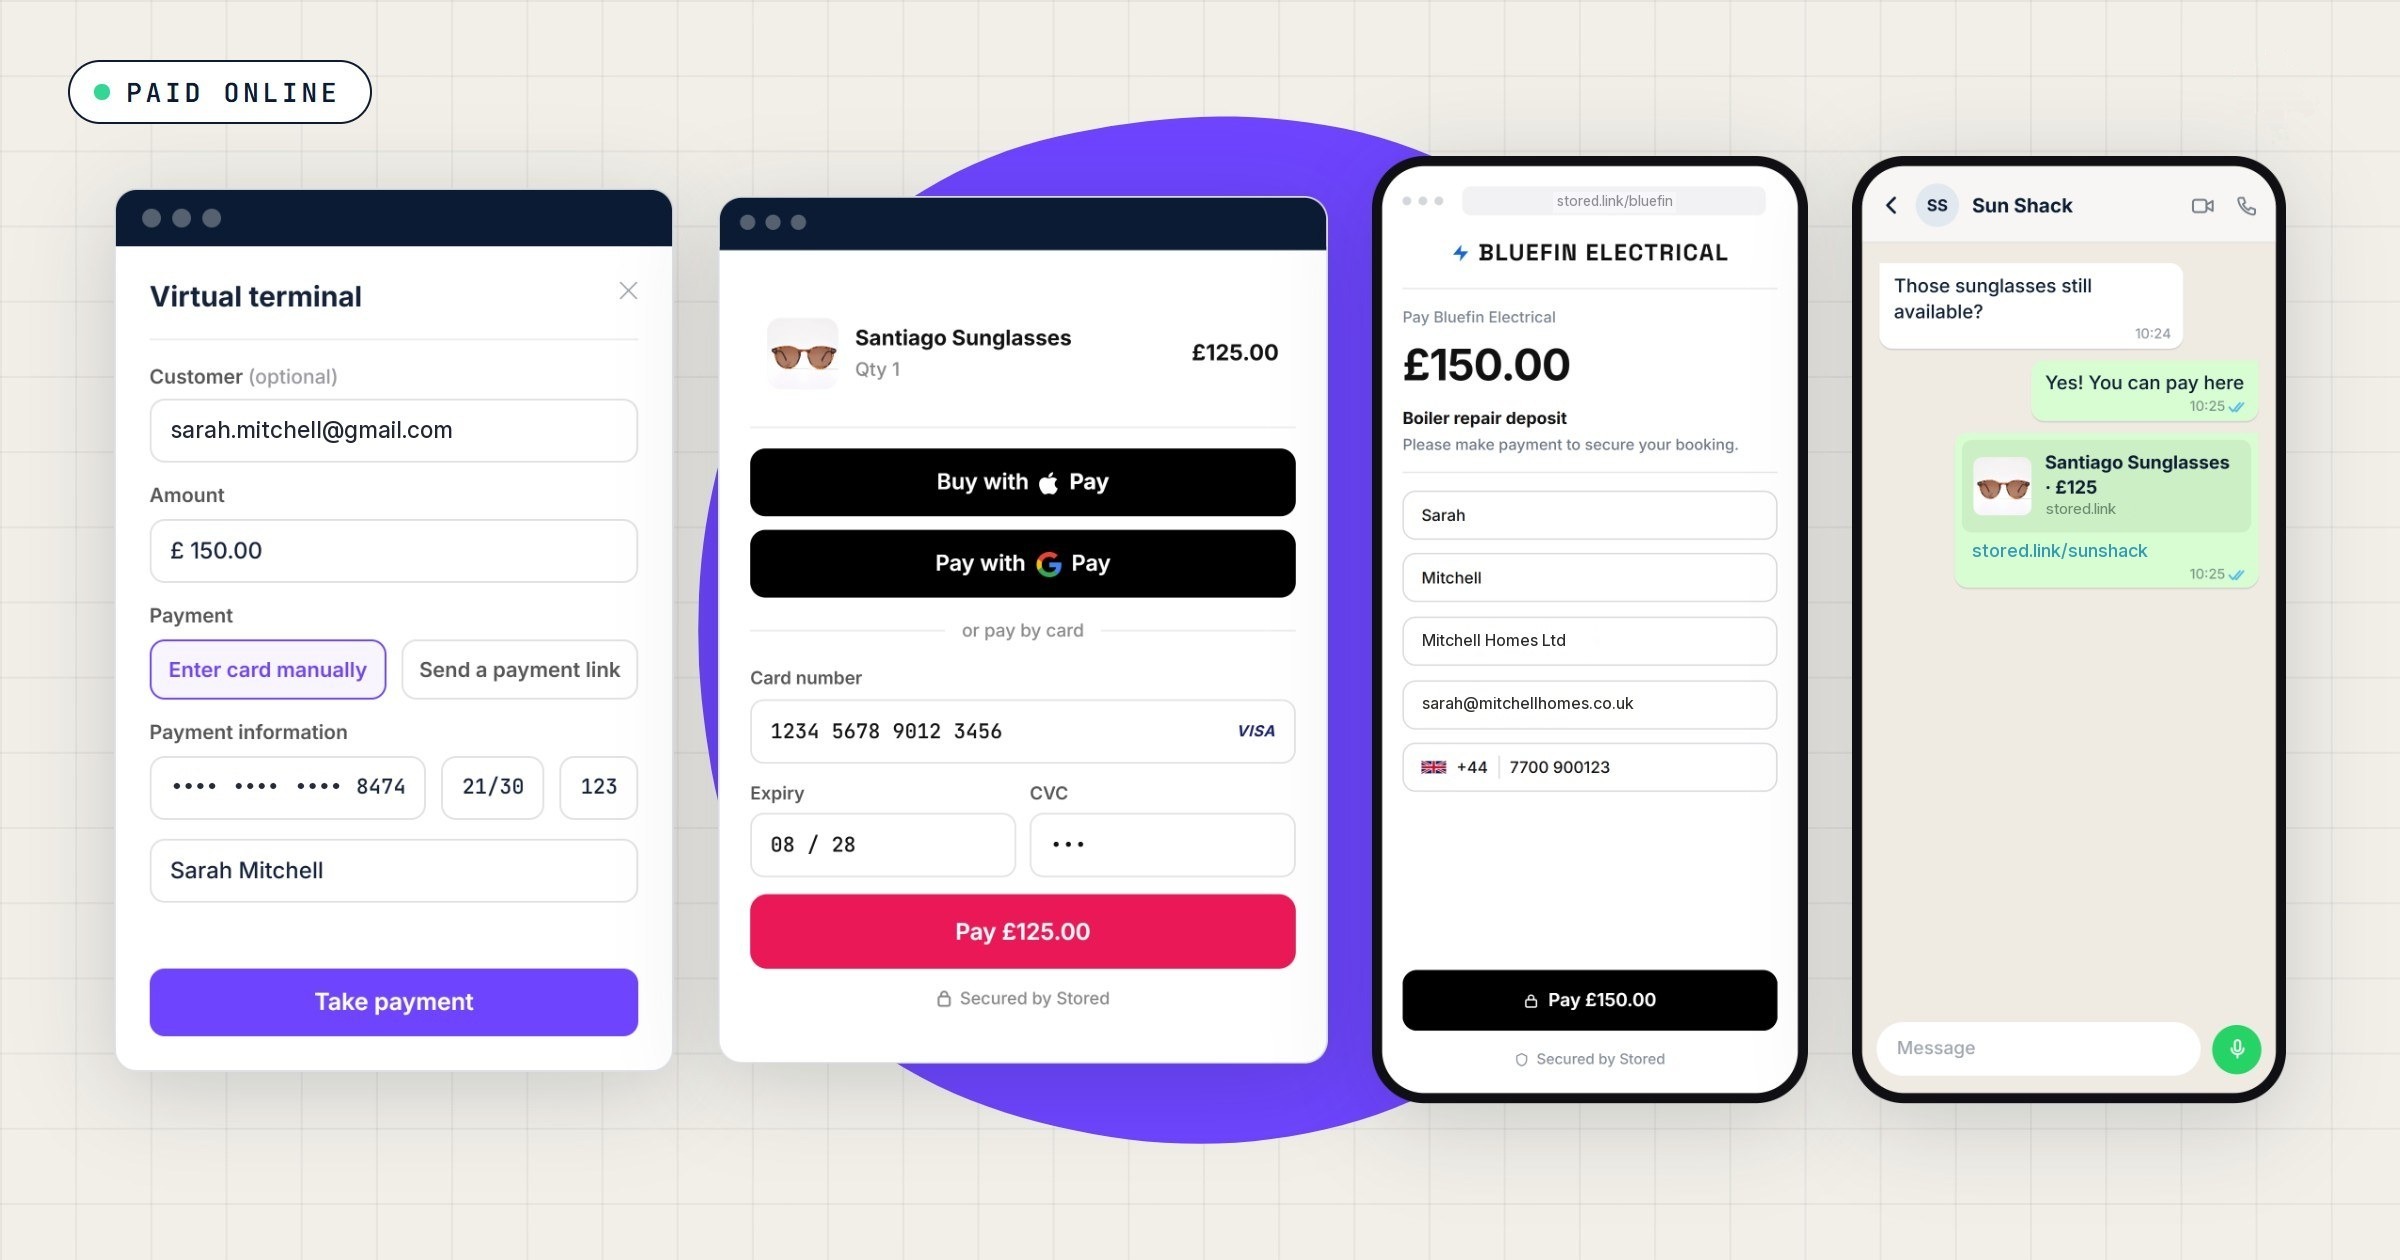 PAID ONLINE
Virtual terminal
Customer (optional)
sarah.mitchell@gmail.com
Amount
£ 150.00
Payment
Enter card manually
Send a payment link
Payment information
•••• •••• •••• 8474
21/30
123
Sarah Mitchell
Take payment
Santiago Sunglasses
Qty 1
£125.00
Buy with Pay
Pay with G Pay
or pay by card
Card number
1234 5678 9012 3456
VISA
Expiry
CVC
08 / 28
•••
Pay £125.00
Secured by Stored
stored.link/bluefin
BLUEFIN ELECTRICAL
Pay Bluefin Electrical
£150.00
Boiler repair deposit
Please make payment to secure your booking.
Sarah
Mitchell
Mitchell Homes Ltd
sarah@mitchellhomes.co.uk
+44
7700 900123
Pay £150.00
Secured by Stored
SS
Sun Shack
Those sunglasses still
available?
10:24
Yes! You can pay here
10:25
Santiago Sunglasses
· £125
stored.link
stored.link/sunshack
10:25
Message